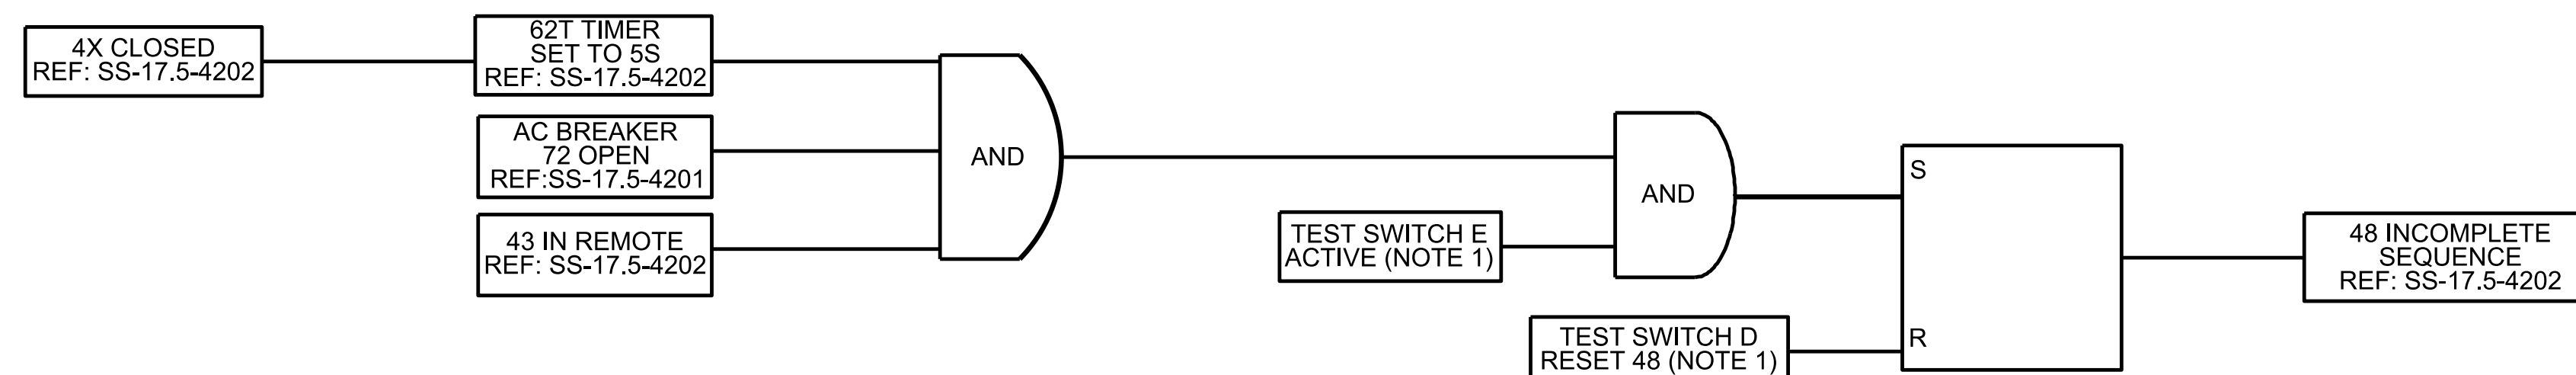 4X CLOSED
REF: SS-17.5-4202
62T TIMER
SET TO 5S
REF: SS-17.5-4202
AC BREAKER
72 OPEN
REF:SS-17.5-4201
43 IN REMOTE
REF: SS-17.5-4202
AND
TEST SWITCH E
ACTIVE (NOTE 1)
AND
TEST SWITCH D
RESET 48 (NOTE 1)
S
R
48 INCOMPLETE
SEQUENCE
REF: SS-17.5-4202